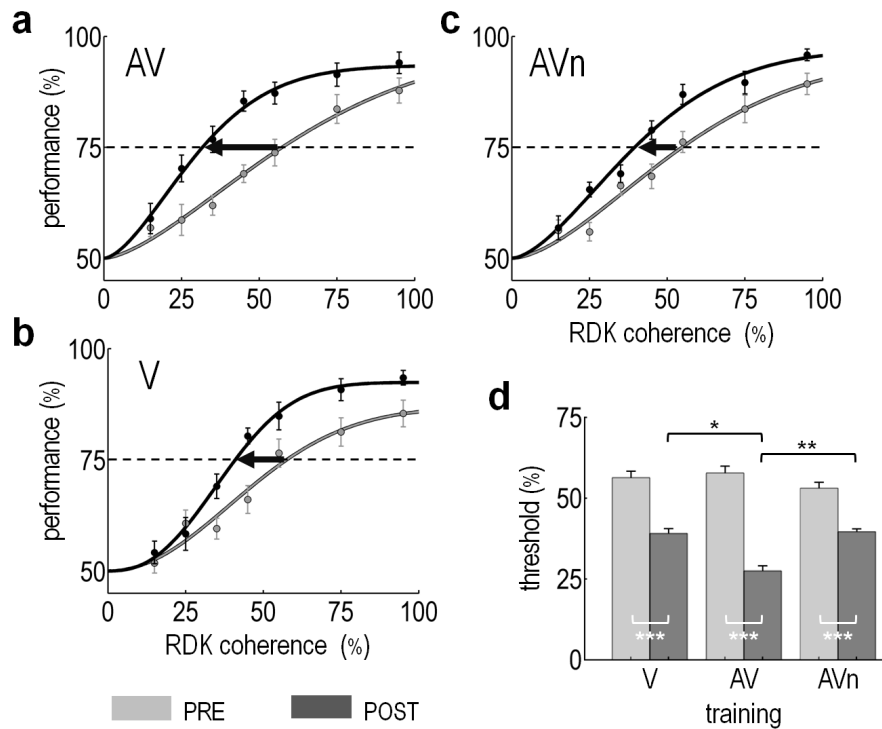 a
AV
100
75
50
performance (%)
0 25 50 75 100
c
AVn
100
75
50
0 25 50 75 100
RDK coherence (%)
b
V
100
75
50
performance (%)
0 25 50 75 100
RDK coherence (%)
d
75
50
25
0
threshold (%)
*
**
*** *** ***
V AV AVn
training
PRE POST